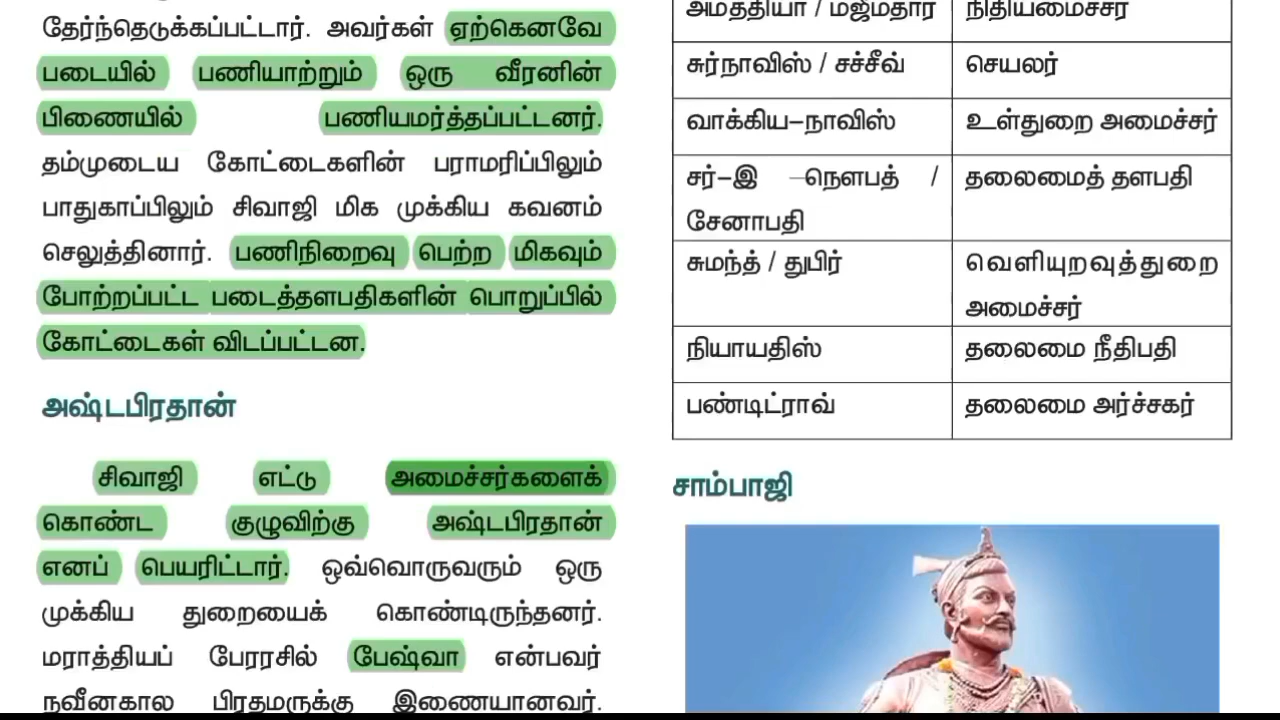 தேர்ந்தெடுக்கப்பட்டார். அவர்கள் ஏற்கெனவே
படையில் பணியாற்றும் ஒரு வீரனின்
பிணையில் பணியமர்த்தப்பட்டனர்.
தம்முடைய கோட்டைகளின் பராமரிப்பிலும்
பாதுகாப்பிலும் சிவாஜி மிக முக்கிய கவனம்
செலுத்தினார். பணிநிறைவு பெற்ற மிகவும்
போற்றப்பட்ட படைத்தளபதிகளின் பொறுப்பில்
கோட்டைகள் விடப்பட்டன.
அஷ்டபிரதான்
சிவாஜி எட்டு அமைச்சர்களைக்
கொண்ட குழுவிற்கு அஷ்டபிரதான்
எனப் பெயரிட்டார். ஒவ்வொருவரும் ஒரு
முக்கிய துறையைக் கொண்டிருந்தனர்.
மராத்தியப் பேரரசில் பேஷ்வா என்பவர்
நவீனகால பிரதமருக்கு இணையானவர்.
அமத்தியா / மஜும்தார் நிதியமைச்சர்
சுர்நாவிஸ் / சச்சீவ் செயலர்
வாக்கிய–நாவிஸ் உள்துறை அமைச்சர்
சர்–இ –நௌபத் / தலைமைத் தளபதி
சேனாபதி
சுமந்த் / துபிர் வெளியுறவுத்துறை
அமைச்சர்
நியாயதிஸ் தலைமை நீதிபதி
பண்டிட்ராவ் தலைமை அர்ச்சகர்
சாம்பாஜி